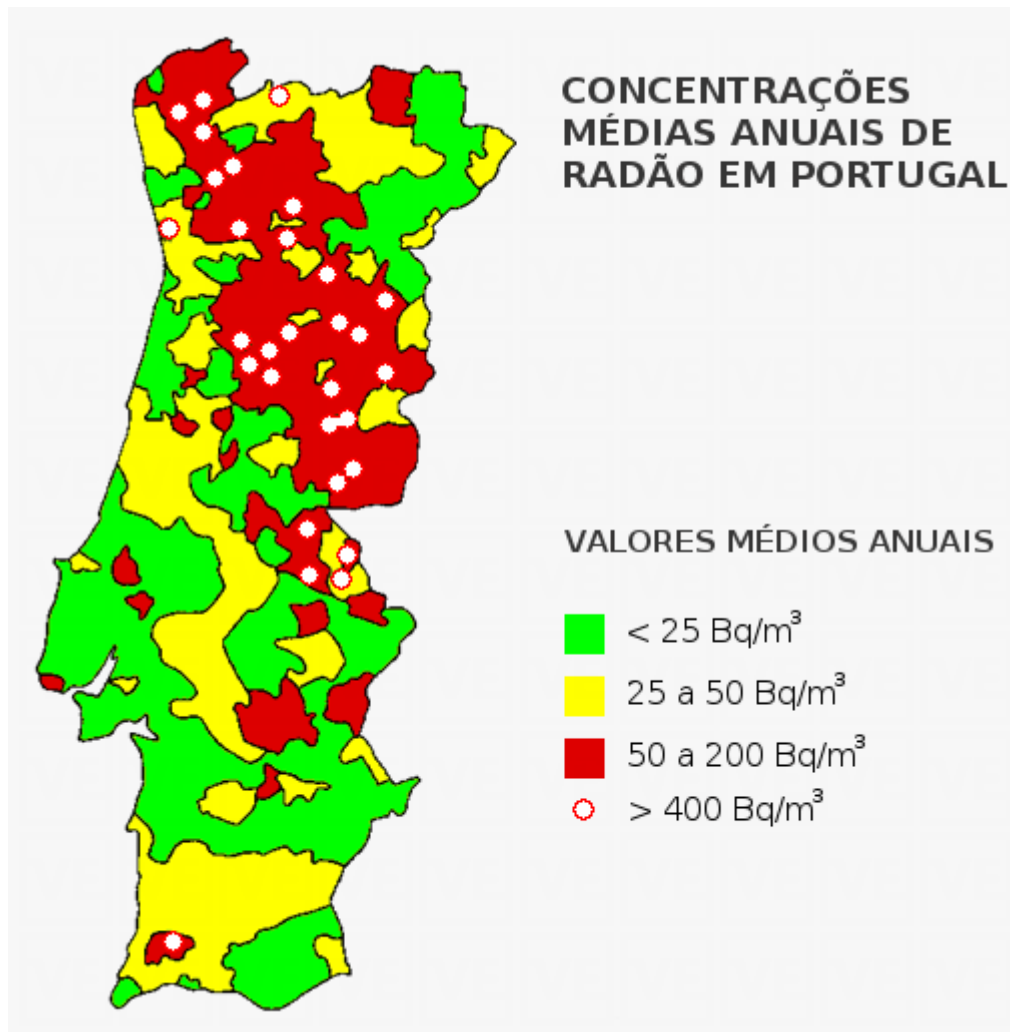 CONCENTRAÇÕES
MÉDIAS ANUAIS DE
RADÃO EM PORTUGAL
VALORES MÉDIOS ANUAIS
< 25 Bq/m³
25 a 50 Bq/m³
50 a 200 Bq/m³
> 400 Bq/m³